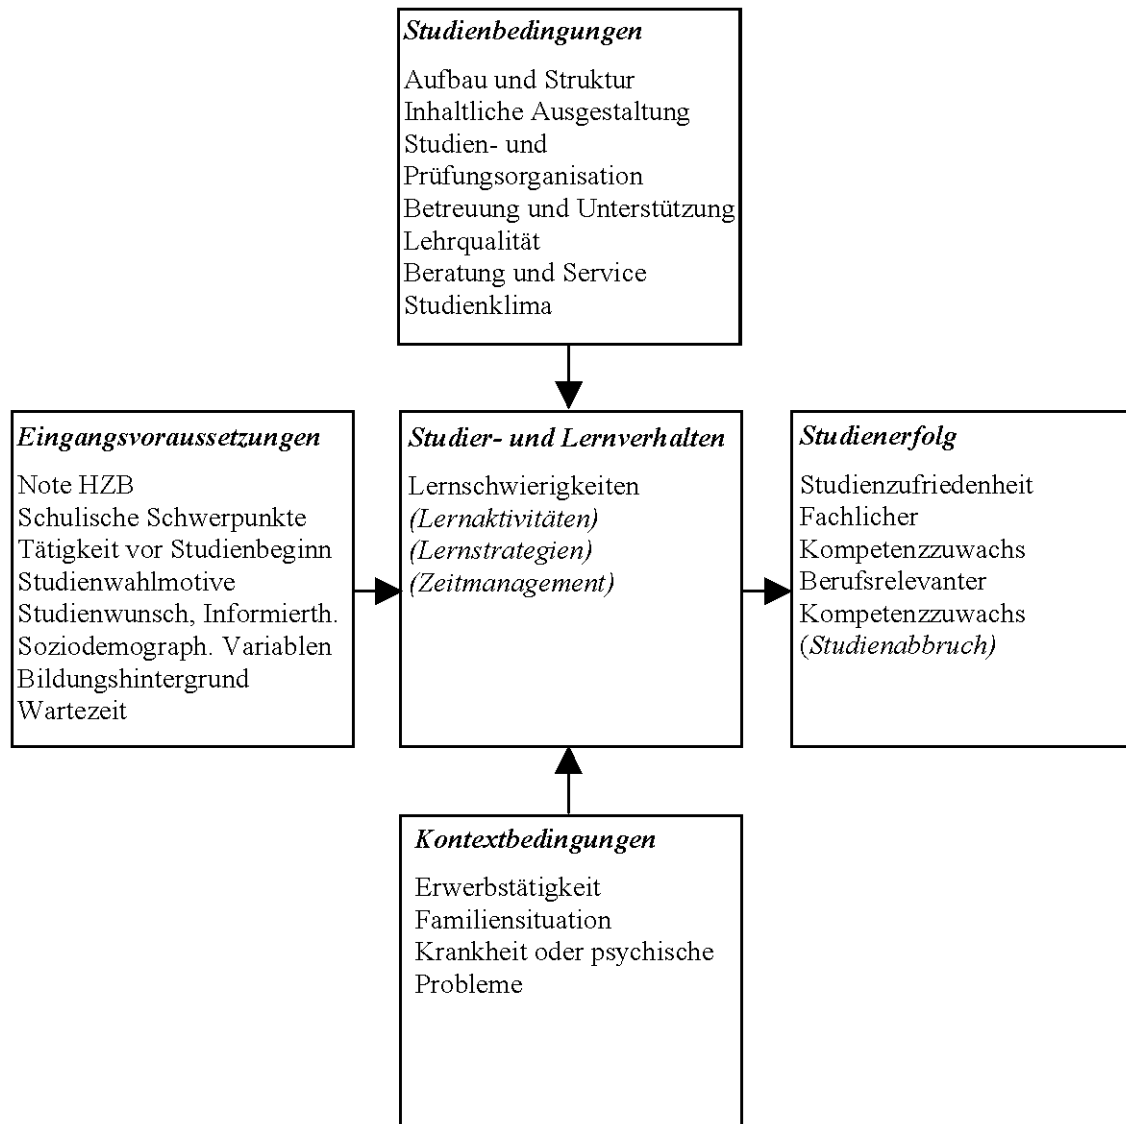 Studienbedingungen
Aufbau und Struktur
Inhaltliche Ausgestaltung
Studien- und
Prüfungsorganisation
Betreuung und Unterstützung
Lehrqualität
Beratung und Service
Studienklima
Eingangsvoraussetzungen
Note HZB
Schulische Schwerpunkte
Tätigkeit vor Studienbeginn
Studienwahlmotive
Studienwunsch, Informierth.
Soziodemograph. Variablen
Bildungshintergrund
Wartezeit
Studier- und Lernverhalten
Lernschwierigkeiten
(Lernaktivitäten)
(Lernstrategien)
(Zeitmanagement)
Studienerfolg
Studienzufriedenheit
Fachlicher
Kompetenzzuwachs
Berufsrelevanter
Kompetenzzuwachs
(Studienabbruch)
Kontextbedingungen
Erwerbstätigkeit
Familiensituation
Krankheit oder psychische
Probleme